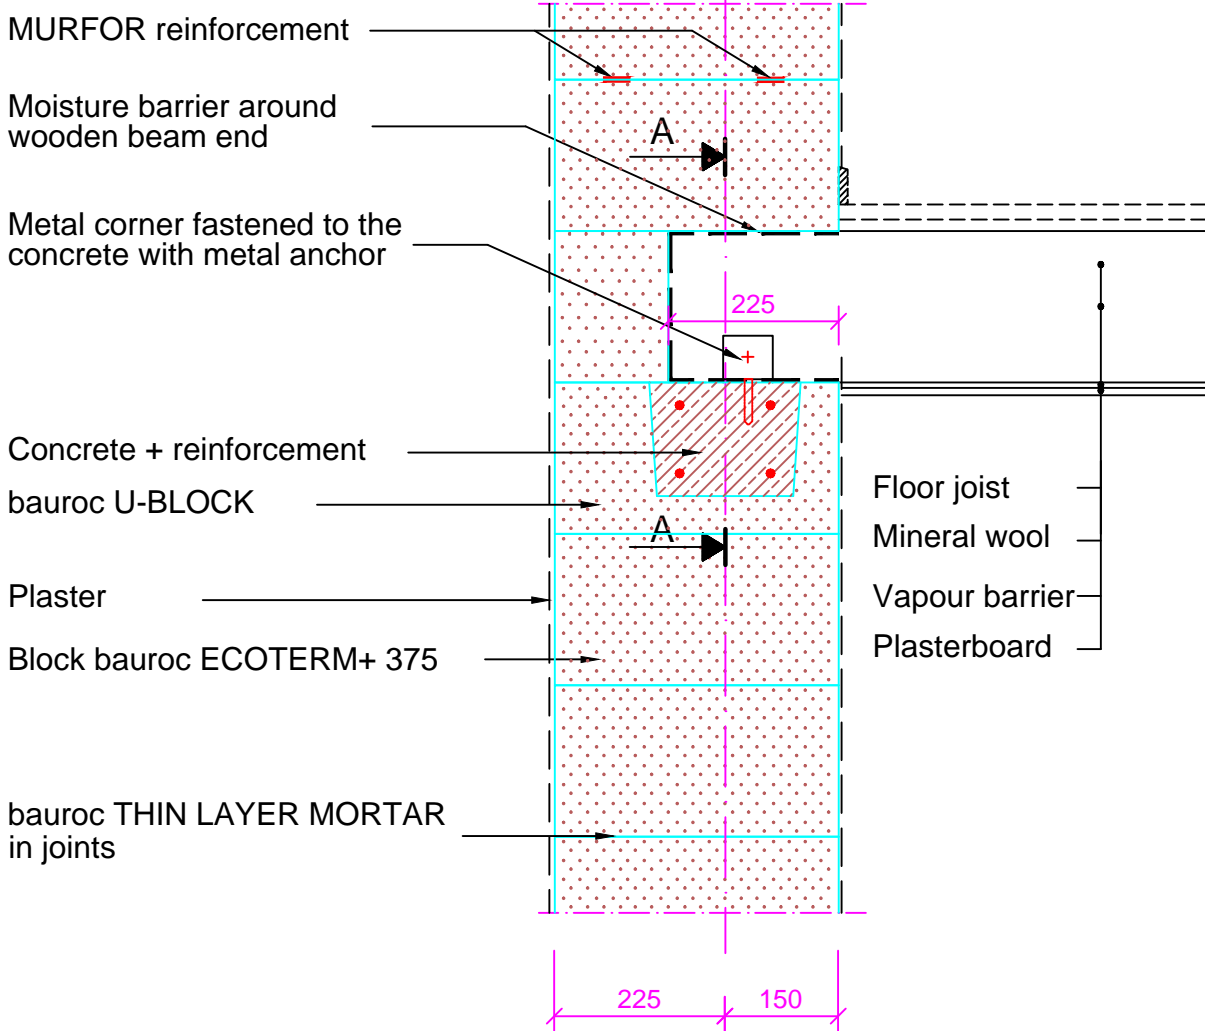 MURFOR reinforcement
Moisture barrier around
wooden beam end
A
Metal corner fastened to the
concrete with metal anchor
225
Concrete + reinforcement
bauroc U-BLOCK
A
Floor joist
Mineral wool
Vapour barrier
Plasterboard
Plaster
Block bauroc ECOTERM+ 375
bauroc THIN LAYER MORTAR
in joints
225
150